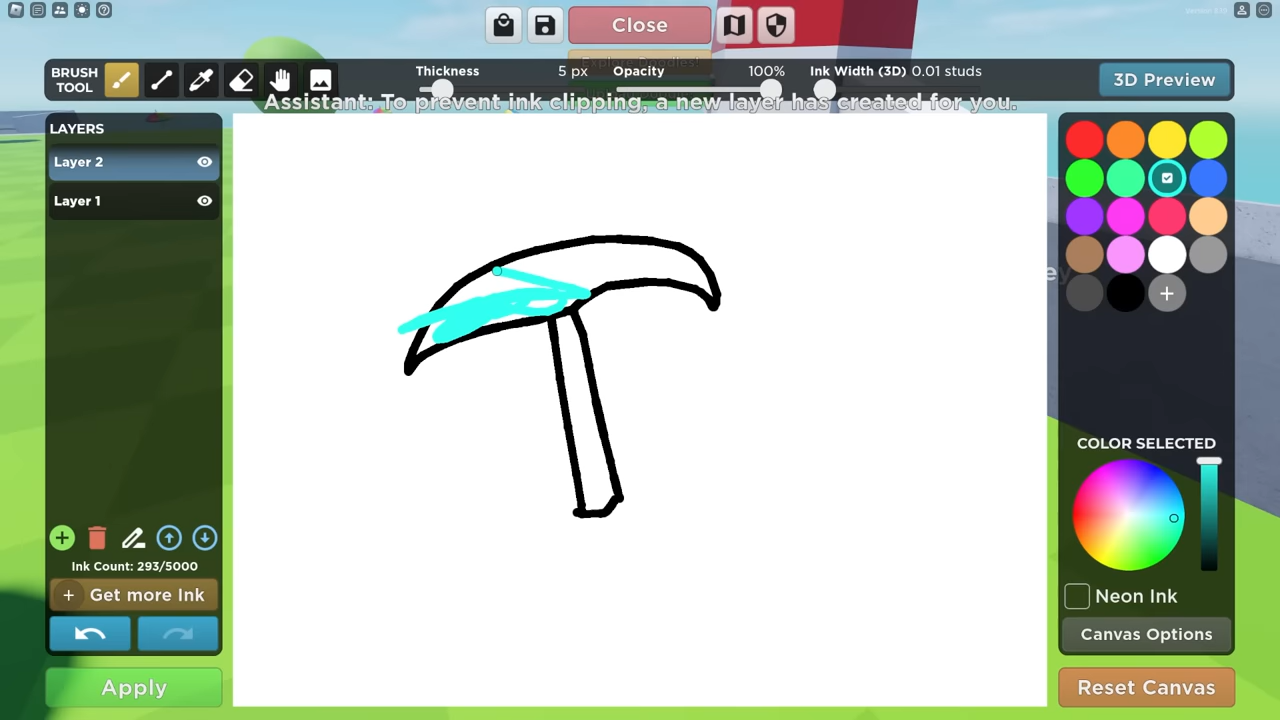 Close
BRUSH
TOOL
Thickness
5 px
Opacity
100%
Ink Width (3D)
0.01 studs
3D Preview
Assistant: To prevent ink clipping, a new layer has created for you.
LAYERS
Layer 2
Layer 1
Ink Count: 293/5000
+ Get more Ink
Apply
COLOR SELECTED
Neon Ink
Canvas Options
Reset Canvas